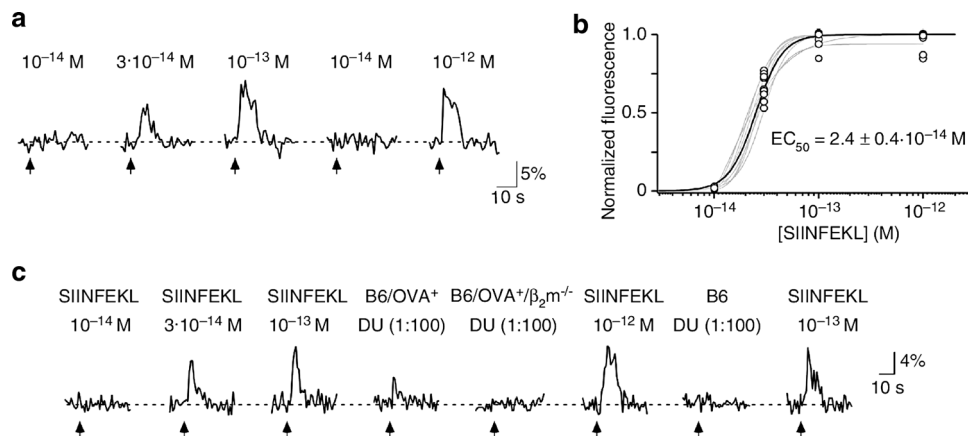 a
10⁻¹⁴ M 3·10⁻¹⁴ M 10⁻¹³ M 10⁻¹⁴ M 10⁻¹² M
5%
10 s
b
Normalized fluorescence
1.0
0.5
0
EC₅₀ = 2.4 ± 0.4·10⁻¹⁴ M
10⁻¹⁴ 10⁻¹³ 10⁻¹²
[SIINFEKL] (M)
c
SIINFEKL SIINFEKL SIINFEKL B6/OVA⁺ B6/OVA⁺/β₂m⁻/⁻ SIINFEKL B6 SIINFEKL
10⁻¹⁴ M 3·10⁻¹⁴ M 10⁻¹³ M DU (1:100) DU (1:100) 10⁻¹² M DU (1:100) 10⁻¹³ M
4%
10 s